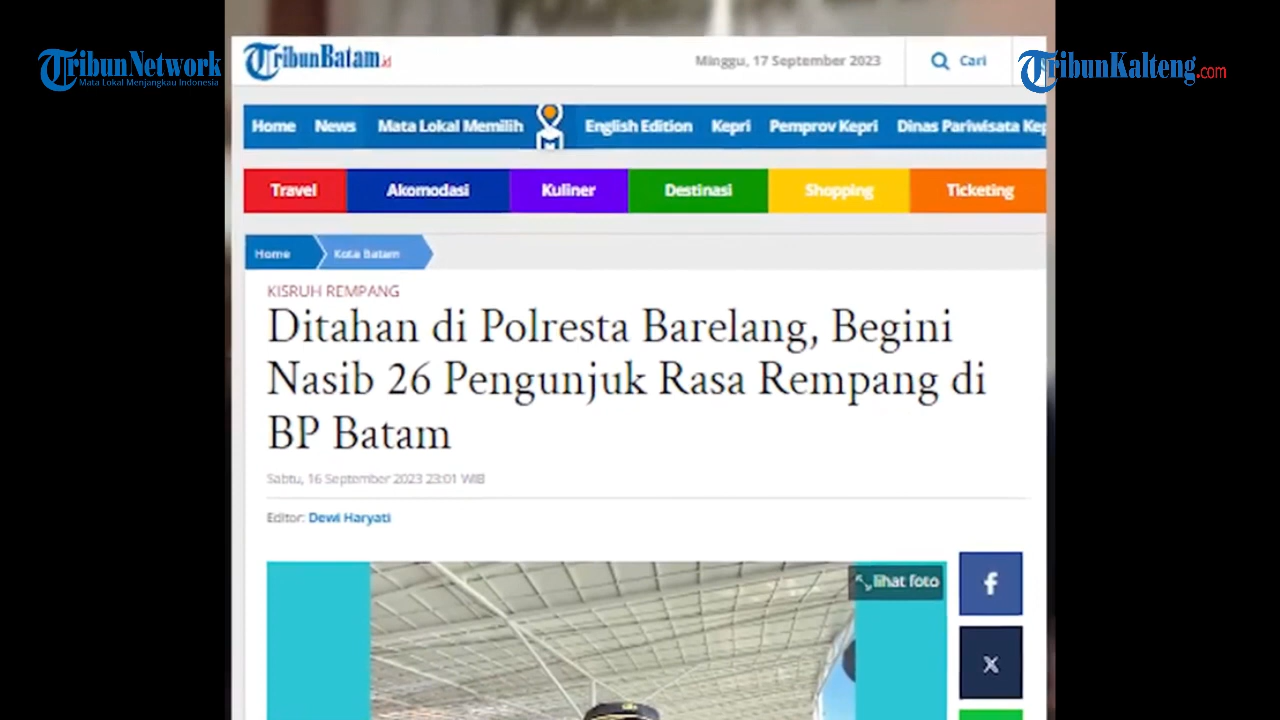 TribunNetwork
Mata Lokal Menjangkau Indonesia
TribunBatam.id
Minggu, 17 September 2023
Cari
TribunKalteng.com
Home News Mata Lokal Memilih English Edition Kepri Pemprov Kepri Dinas Pariwisata Kep
Travel Akomodasi Kuliner Destinasi Shopping Ticketing
Home Kota Batam
KISRUH REMPANG
Ditahan di Polresta Barelang, Begini
Nasib 26 Pengunjuk Rasa Rempang di
BP Batam
Sabtu, 16 September 2023 23:01 WIB
Editor: Dewi Haryati
lihat foto